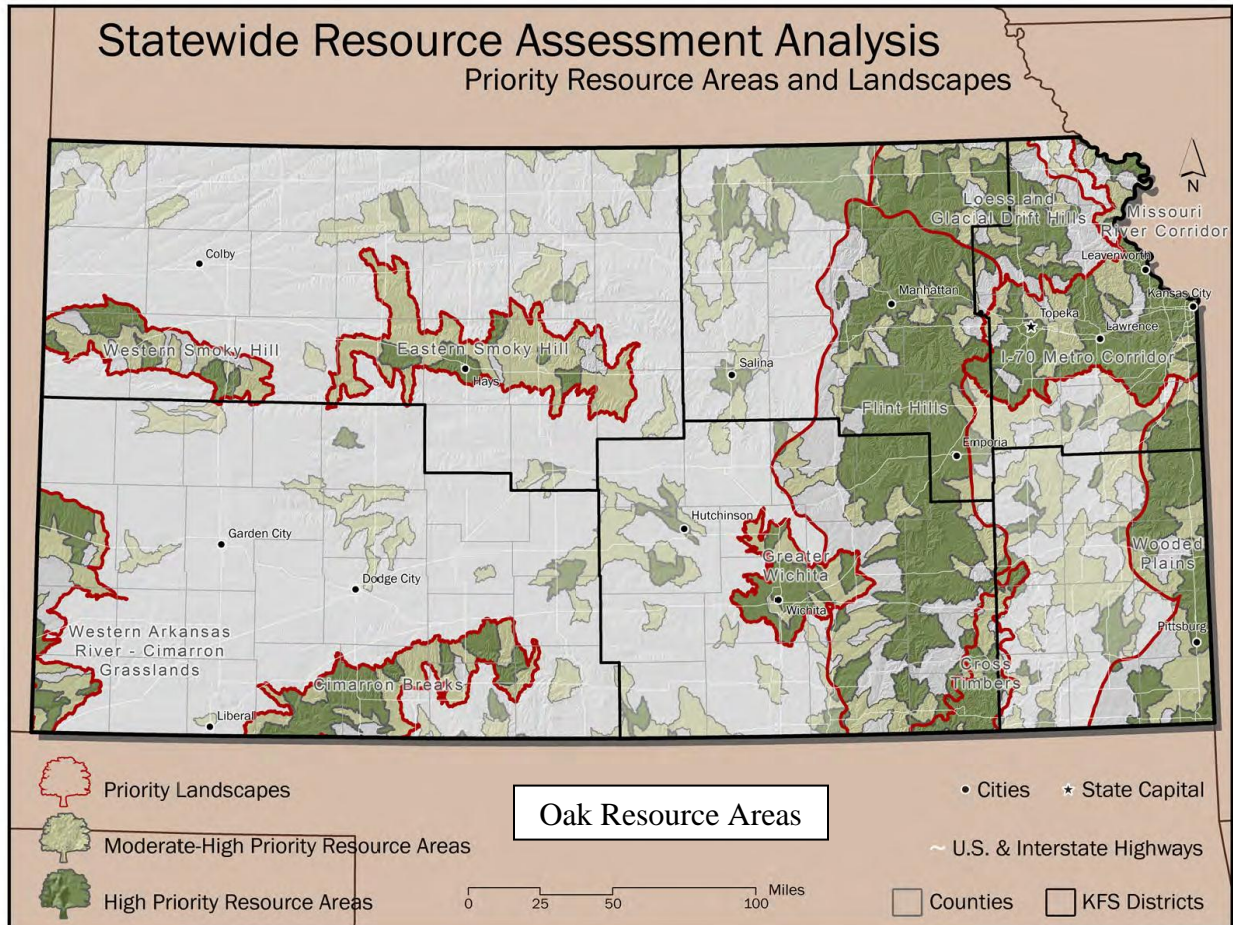 Statewide Resource Assessment Analysis
Priority Resource Areas and Landscapes
N
Loess and
Glacial Drift Hills
Missouri
River Corridor
Colby
Leavenworth
Manhattan
Kansas City
Topeka
Lawrence
Western Smoky Hill
Eastern Smoky Hill
I-70 Metro Corridor
Hays
Salina
Flint Hills
Emporia
Hutchinson
Garden City
Greater
Wichita
Wooded
Plains
Dodge City
Wichita
Western Arkansas
River - Cimarron
Grasslands
Pittsburg
Cross
Timbers
Cimarron Breaks
Liberal
Priority Landscapes
Moderate-High Priority Resource Areas
High Priority Resource Areas
Oak Resource Areas
0 25 50 100
Miles
Cities
State Capital
U.S. & Interstate Highways
Counties
KFS Districts